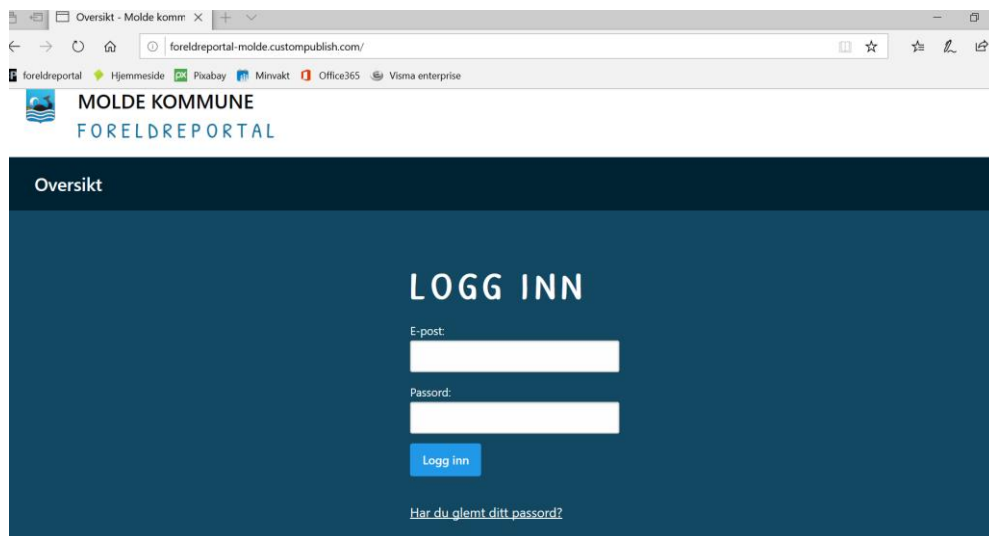 Oversikt - Molde komm
foreldreportal-molde.custompublish.com/
foreldreportal Hjemmeside Pixabay Minvakt Office365 Visma enterprise
MOLDE KOMMUNE
FORELDREPORTAL
Oversikt
LOGG INN
E-post:
Passord:
Logg inn
Har du glemt ditt passord?